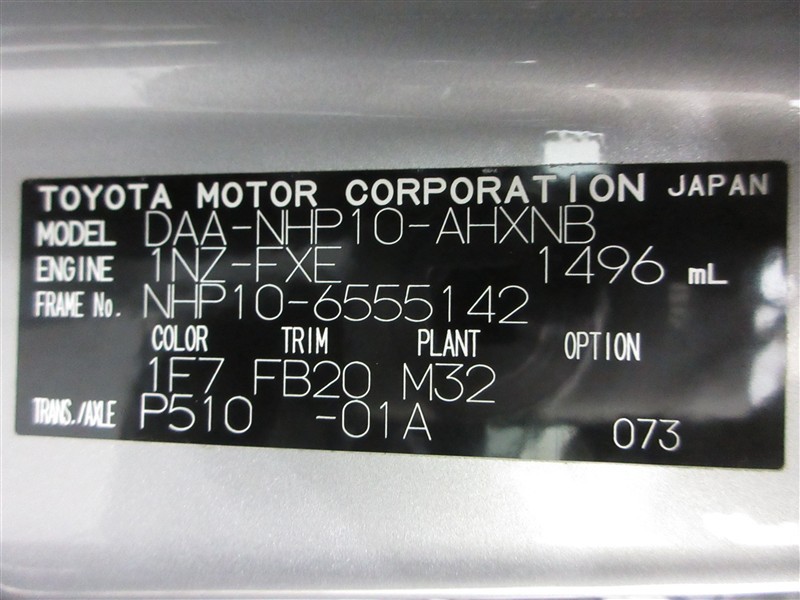 TOYOTA MOTOR CORPORATION JAPAN
MODEL DAA-NHP10-AHXNB
ENGINE 1NZ-FXE 1496 mL
FRAME No. NHP10-6555142
COLOR TRIM PLANT OPTION
1F7 FB20 M32
TRANS./AXLE P510 -01A 073